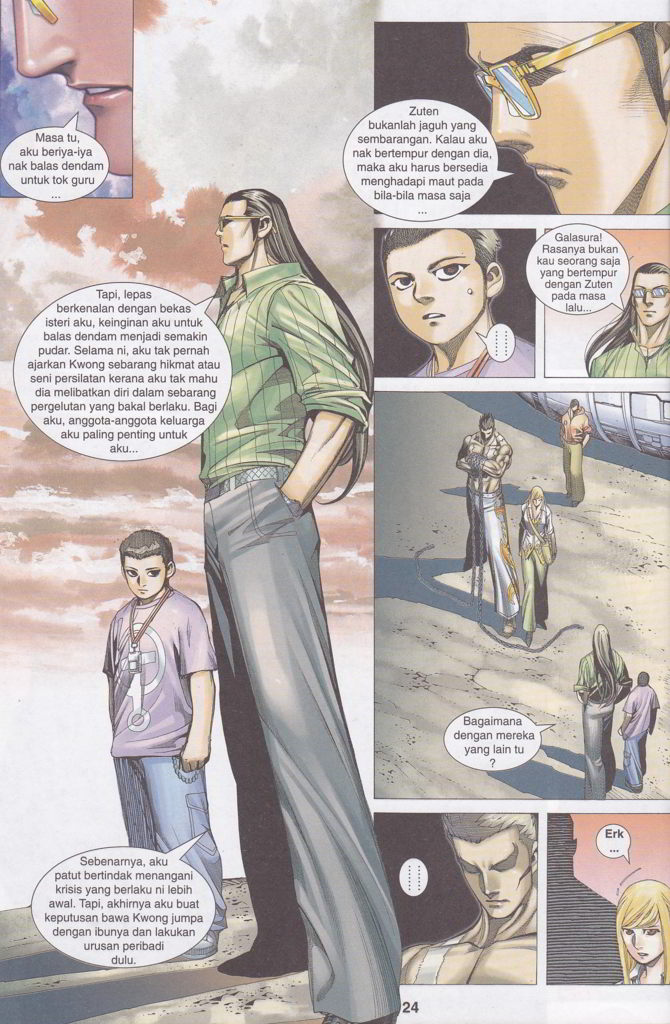 Masa tu,
aku beriya-iya
nak balas dendam
untuk tok guru
...
Zuten
bukanlah jaguh yang
sembarangan. Kalau aku
nak bertempur dengan dia,
maka aku harus bersedia
menghadapi maut pada
bila-bila masa saja
...
Tapi, lepas
berkenalan dengan bekas
isteri aku, keinginan aku untuk
balas dendam menjadi semakin
pudar. Selama ni, aku tak pernah
ajarkan Kwong sebarang hikmat atau
seni persilatan kerana aku tak mahu
dia melibatkan diri dalam sebarang
pergelutan yang bakal berlaku. Bagi
aku, anggota-anggota keluarga
aku paling penting untuk
aku...
Galasura!
Rasanya bukan
kau seorang saja
yang bertempur
dengan Zuten
pada masa
lalu...
Bagaimana
dengan mereka
yang lain tu
?
Sebenarnya, aku
patut bertindak menangani
krisis yang berlaku ni lebih
awal. Tapi, akhirnya aku buat
keputusan bawa Kwong jumpa
dengan ibunya dan lakukan
urusan peribadi
dulu.
Erk
...
24